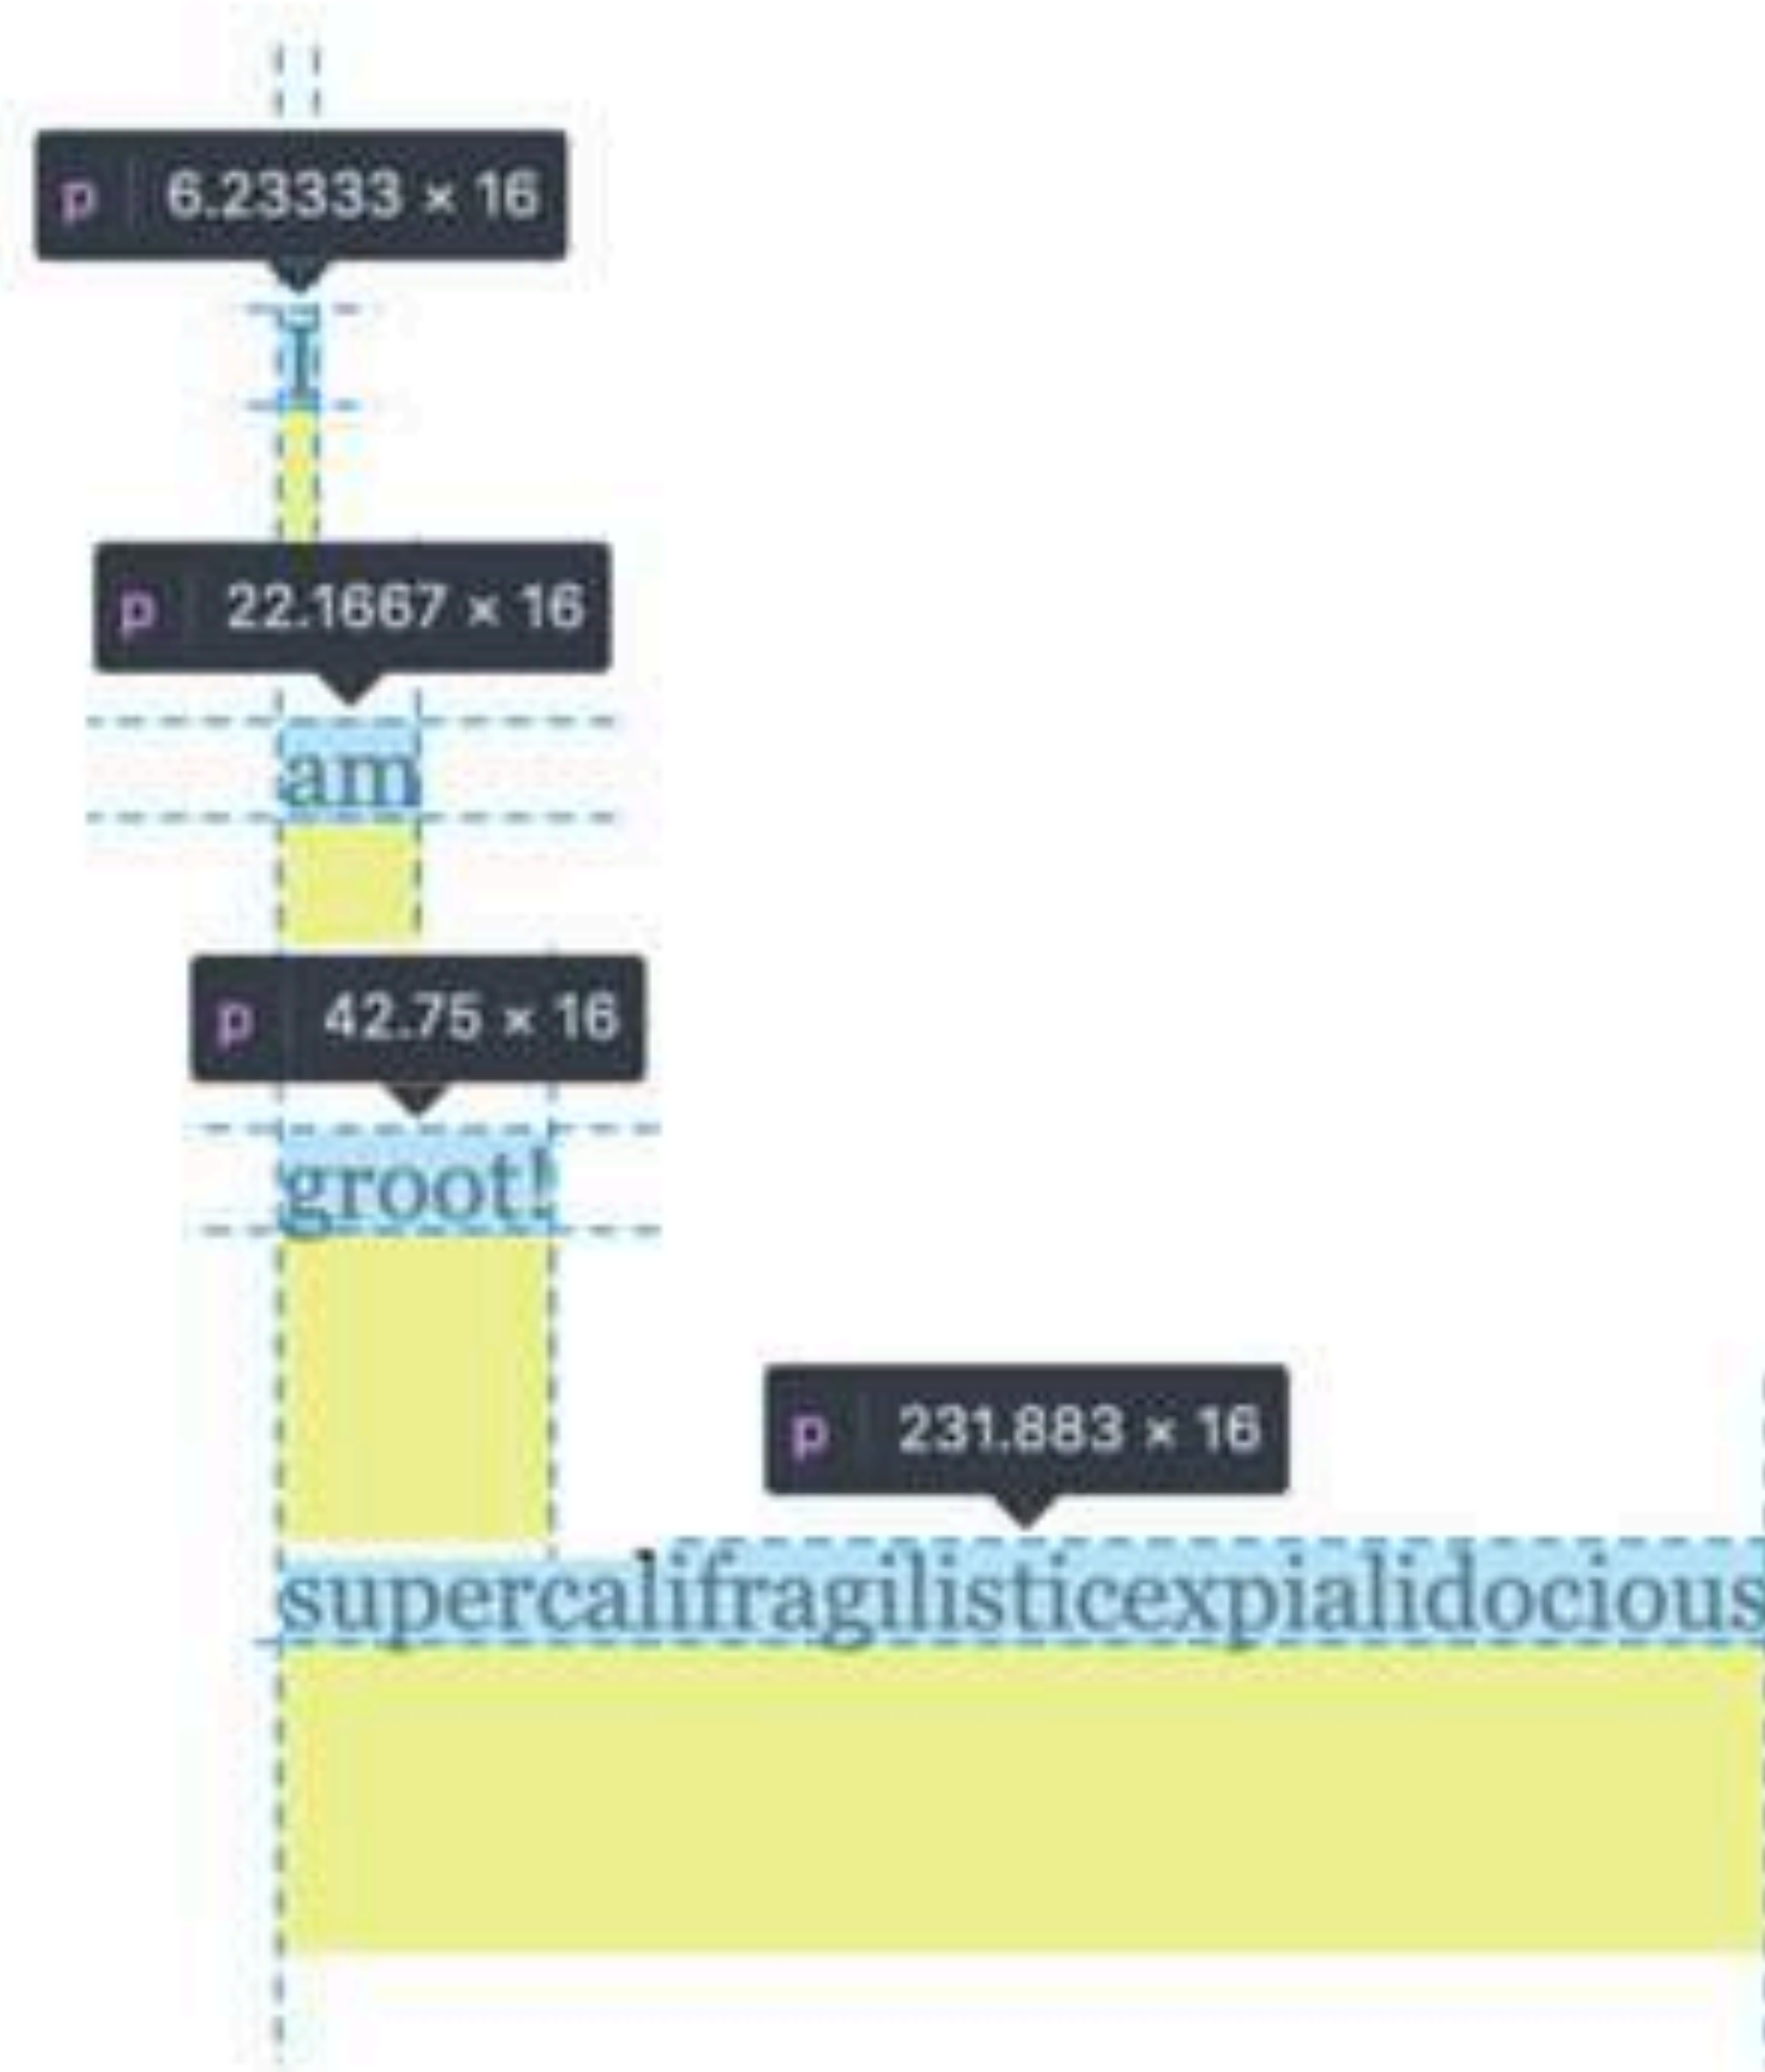 p 6.23333 × 16
I
p 22.1667 × 16
am
p 42.75 × 16
groot!
p 231.883 × 16
supercalifragilisticexpialidocious